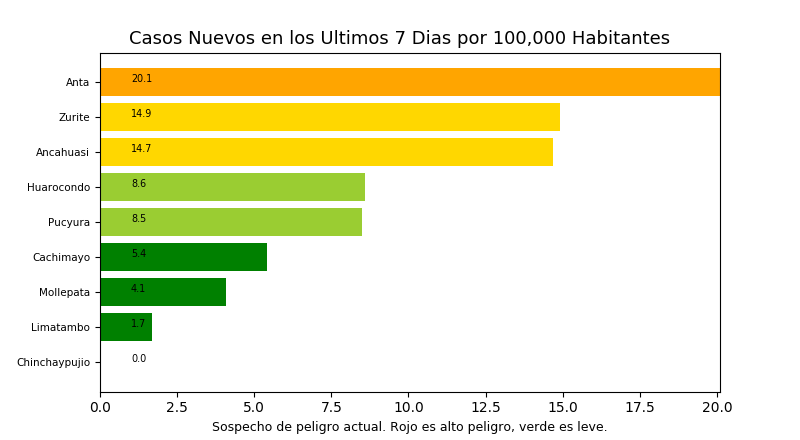 Casos Nuevos en los Ultimos 7 Dias por 100,000 Habitantes
Anta 20.1
Zurite 14.9
Ancahuasi 14.7
Huarocondo 8.6
Pucyura 8.5
Cachimayo 5.4
Mollepata 4.1
Limatambo 1.7
Chinchaypujio 0.0
0.0 2.5 5.0 7.5 10.0 12.5 15.0 17.5 20.0
Sospecho de peligro actual. Rojo es alto peligro, verde es leve.